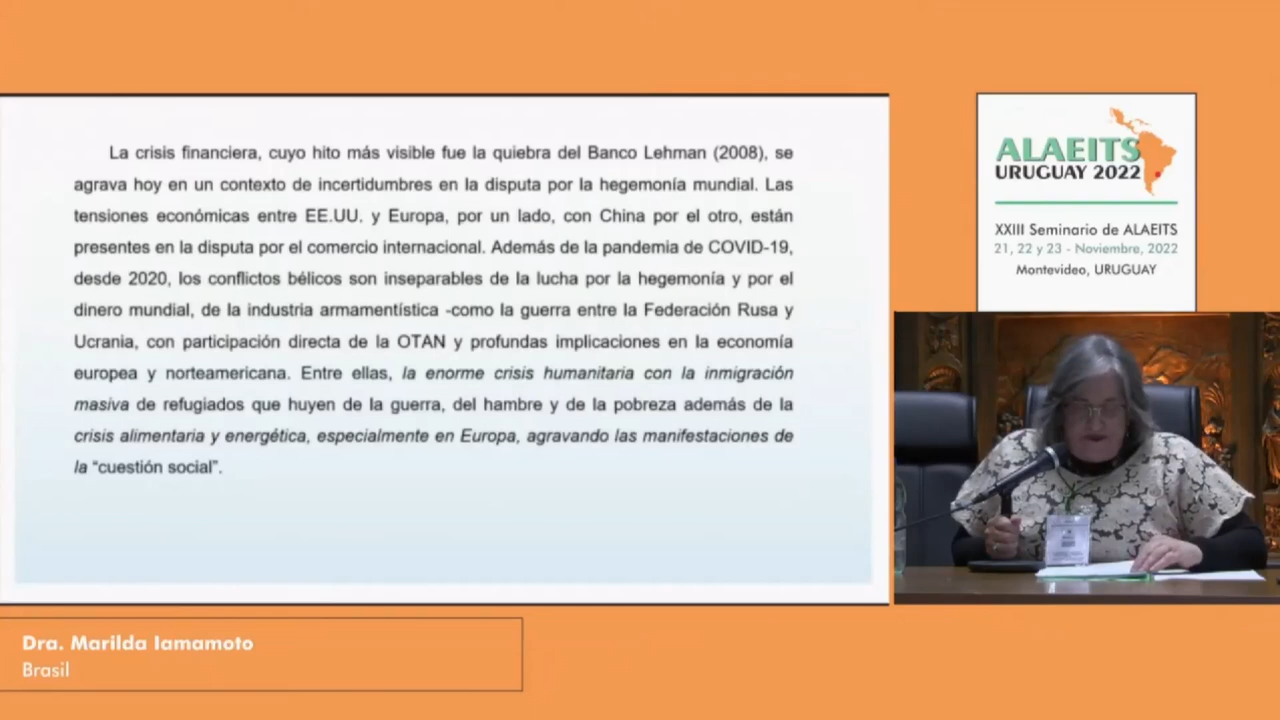 La crisis financiera, cuyo hito más visible fue la quiebra del Banco Lehman (2008), se
agrava hoy en un contexto de incertidumbres en la disputa por la hegemonía mundial. Las
tensiones económicas entre EE.UU. y Europa, por un lado, con China por el otro, están
presentes en la disputa por el comercio internacional. Además de la pandemia de COVID-19,
desde 2020, los conflictos bélicos son inseparables de la lucha por la hegemonía y por el
dinero mundial, de la industria armamentística -como la guerra entre la Federación Rusa y
Ucrania, con participación directa de la OTAN y profundas implicaciones en la economía
europea y norteamericana. Entre ellas, la enorme crisis humanitaria con la inmigración
masiva de refugiados que huyen de la guerra, del hambre y de la pobreza además de la
crisis alimentaria y energética, especialmente en Europa, agravando las manifestaciones de
la “cuestión social”.
ALAEITS
URUGUAY 2022
XXIII Seminario de ALAEITS
21, 22 y 23 - Noviembre, 2022
Montevideo, URUGUAY
Dra. Marilda Iamamoto
Brasil